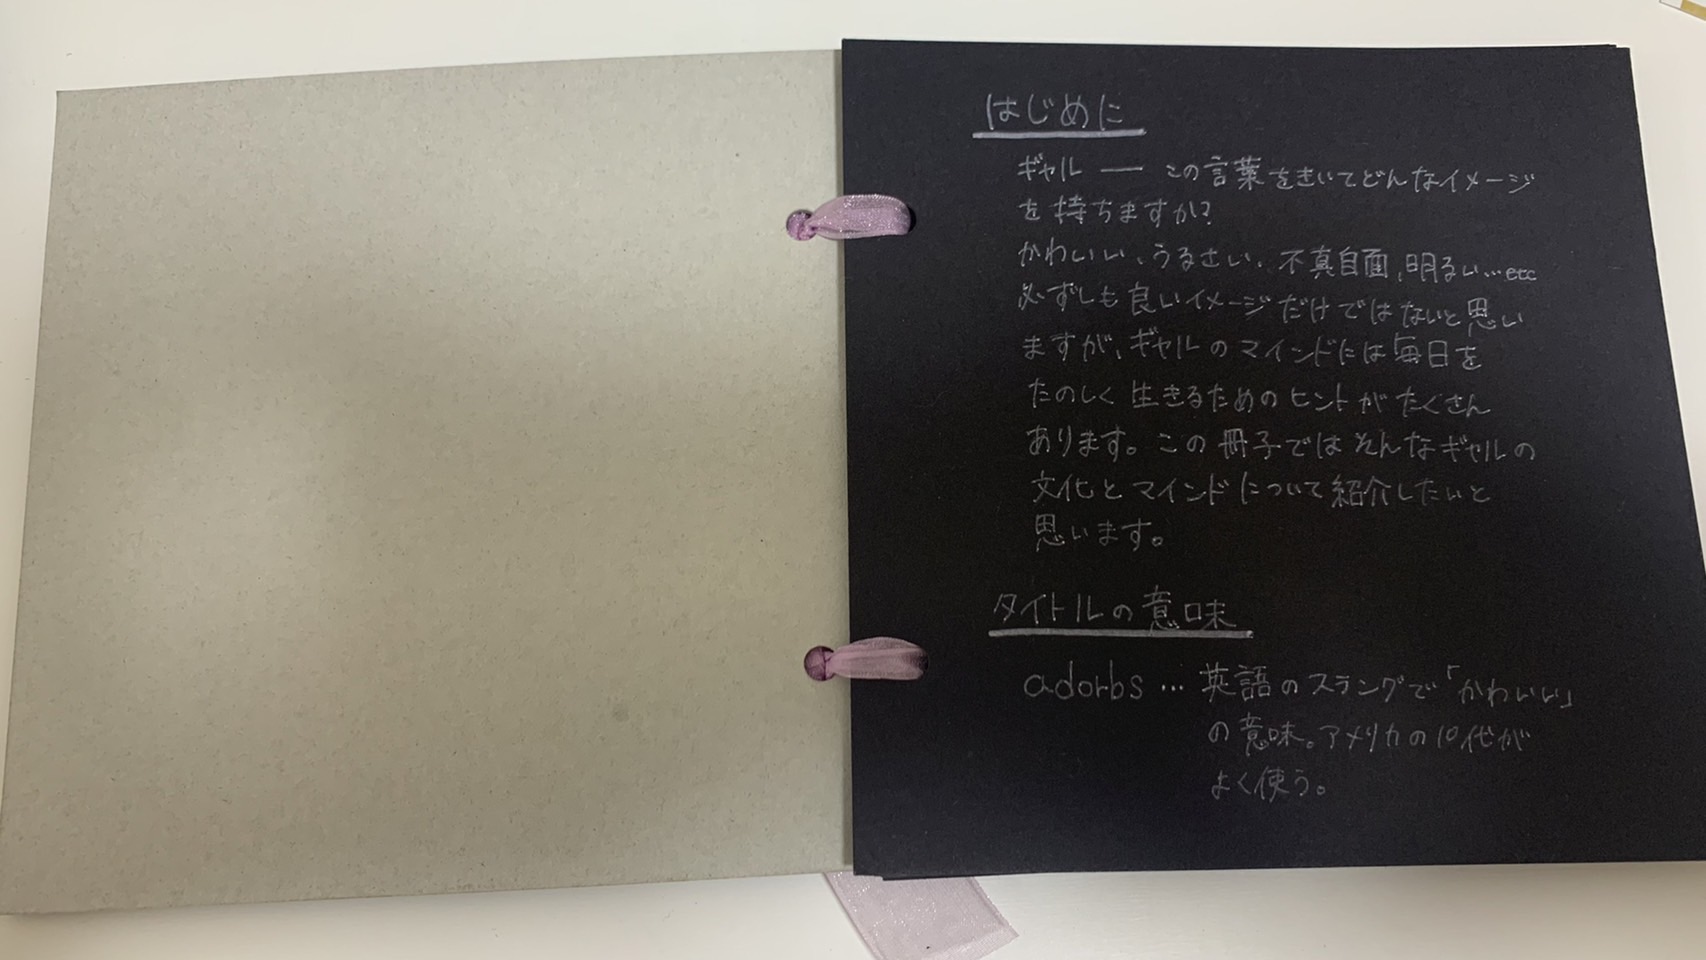 はじめに
ギャル ― この言葉をきいてどんなイメージ
を持ちますか?
かわいい、うるさい、不真自面、明るい…etc
必ずしも良いイメージだけではないと思い
ますが、ギャルのマインドには毎日を
たのしく生きるためのヒントがたくさん
あります。この冊子ではそんなギャルの
文化とマインドについて紹介したいと
思います。
タイトルの意味
adorbs … 英語のスラングで「かわいい」
の意味。アメリカの10代が
よく使う。